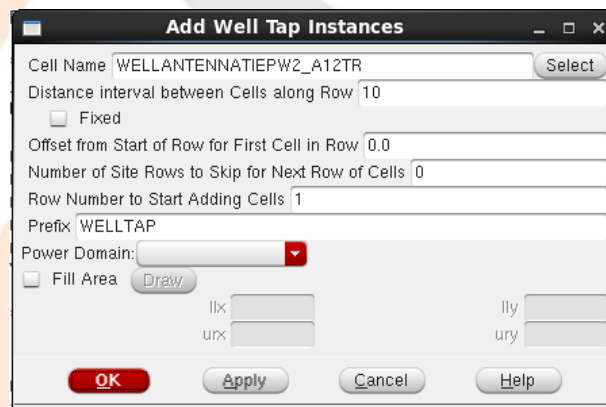 Add Well Tap Instances
Cell Name WELLANTENNATIEPW2_A12TR Select
Distance interval between Cells along Row 10
Fixed
Offset from Start of Row for First Cell in Row 0.0
Number of Site Rows to Skip for Next Row of Cells 0
Row Number to Start Adding Cells 1
Prefix WELLTAP
Power Domain:
Fill Area Draw
llx lly
urx ury
OK Apply Cancel Help